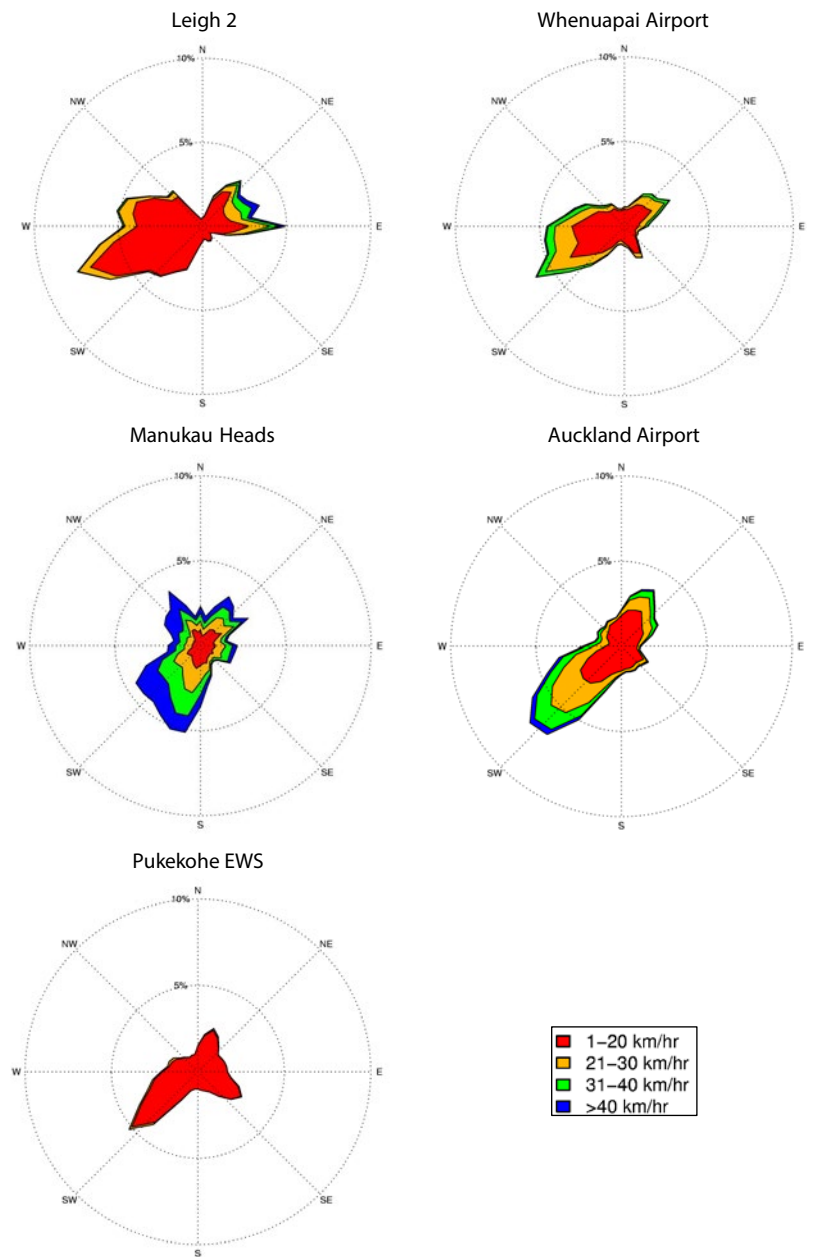 Leigh 2
N
10%
NW
NE
5%
W
E
SW
SE
S
Whenuapai Airport
N
10%
NW
NE
5%
W
E
SW
SE
S
Manukau Heads
N
10%
NW
NE
5%
W
E
SW
SE
S
Auckland Airport
N
10%
NW
NE
5%
W
E
SW
SE
S
Pukekohe EWS
N
10%
NW
NE
5%
W
E
SW
SE
S
1–20 km/hr
21–30 km/hr
31–40 km/hr
>40 km/hr